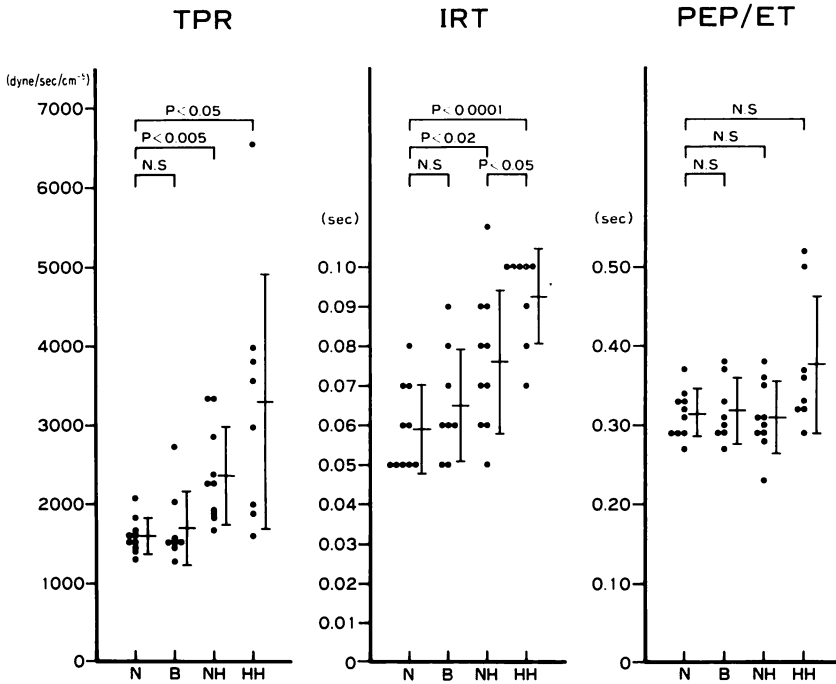 TPR
IRT
PEP/ET
(dyne/sec/cm⁻⁵)
7000
6000
5000
4000
3000
2000
1000
0
P<0.05
P<0.005
N.S
N
B
NH
HH
(sec)
0.10
0.09
0.08
0.07
0.06
0.05
0.04
0.03
0.02
0.01
0
P<0.0001
P<0.02
N.S
P<0.05
N
B
NH
HH
(sec)
0.50
0.40
0.30
0.20
0.10
0
N.S
N.S
N.S
N
B
NH
HH